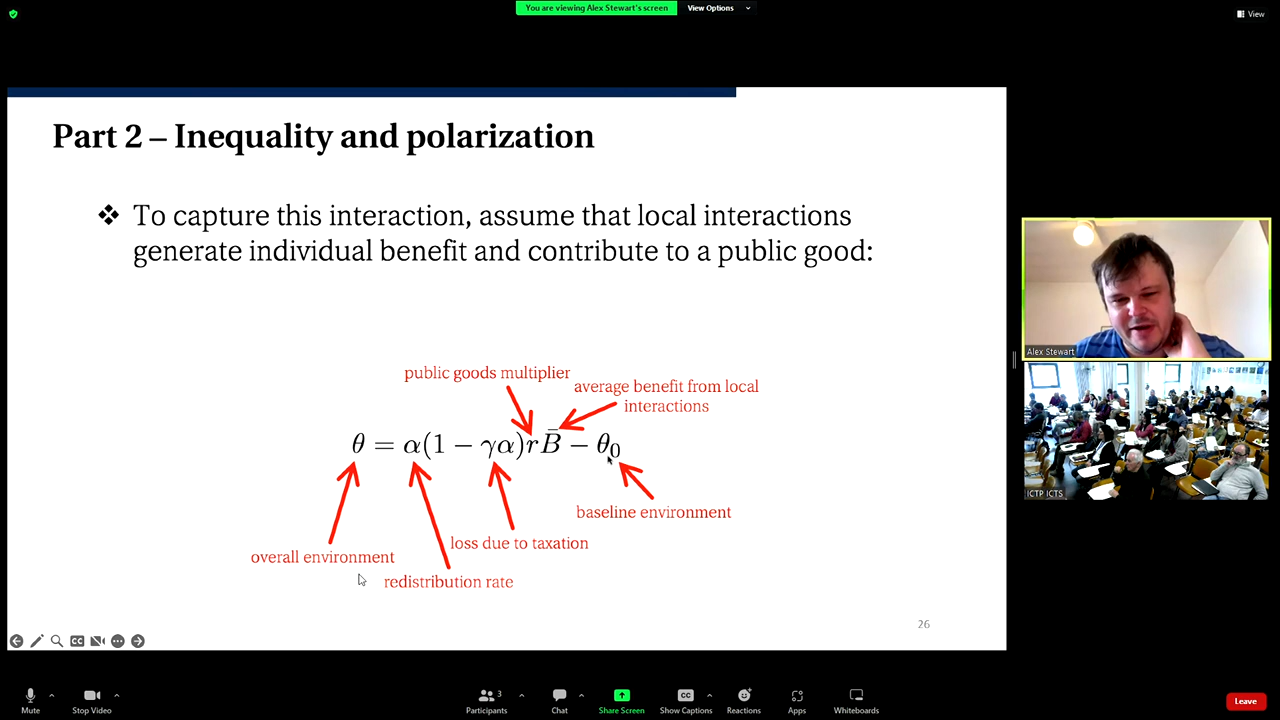 You are viewing Alex Stewart's screen
View Options
View
Part 2 – Inequality and polarization
To capture this interaction, assume that local interactions
generate individual benefit and contribute to a public good:
public goods multiplier
average benefit from local
interactions
θ = α(1 − γα)rB̄ − θ₀
baseline environment
loss due to taxation
overall environment
redistribution rate
26
CC
Alex Stewart
ICTP ICTS
Mute
Stop Video
3
Participants
Chat
Share Screen
CC
Show Captions
Reactions
Apps
Whiteboards
Leave